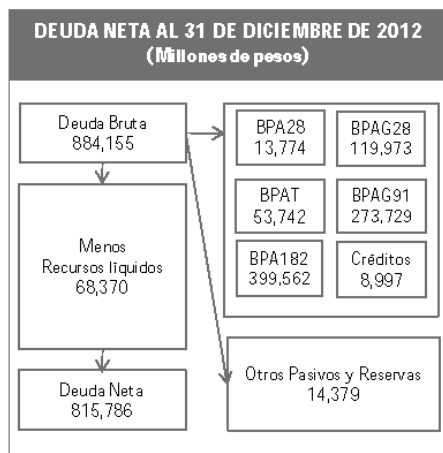 DEUDA NETA AL 31 DE DICIEMBRE DE 2012
(Millones de pesos)
Deuda Bruta
884,155
Menos
Recursos líquidos
68,370
Deuda Neta
815,786
BPA28
13,774
BPAG28
119,973
BPAT
53,742
BPAG91
273,729
BPA182
399,562
Créditos
8,997
Otros Pasivos y Reservas
14,379